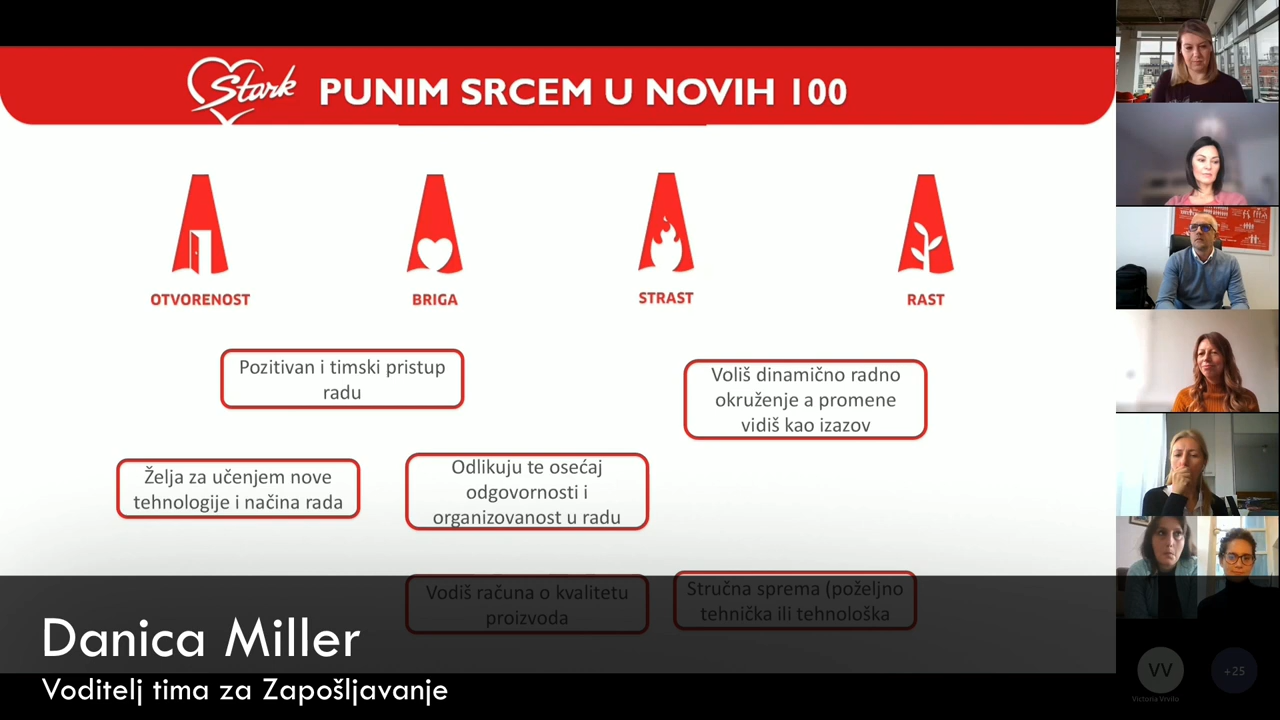 Stark PUNIM SRCEM U NOVIH 100
OTVORENOST
BRIGA
STRAST
RAST
Pozitivan i timski pristup
radu
Voliš dinamično radno
okruženje a promene
vidiš kao izazov
Želja za učenjem nove
tehnologije i načina rada
Odlikuju te osećaj
odgovornosti i
organizovanost u radu
Vodiš računa o kvalitetu
proizvoda
Stručna sprema (poželjno
tehnička ili tehnološka
Danica Miller
Voditelj tima za Zapošljavanje
VV
+25